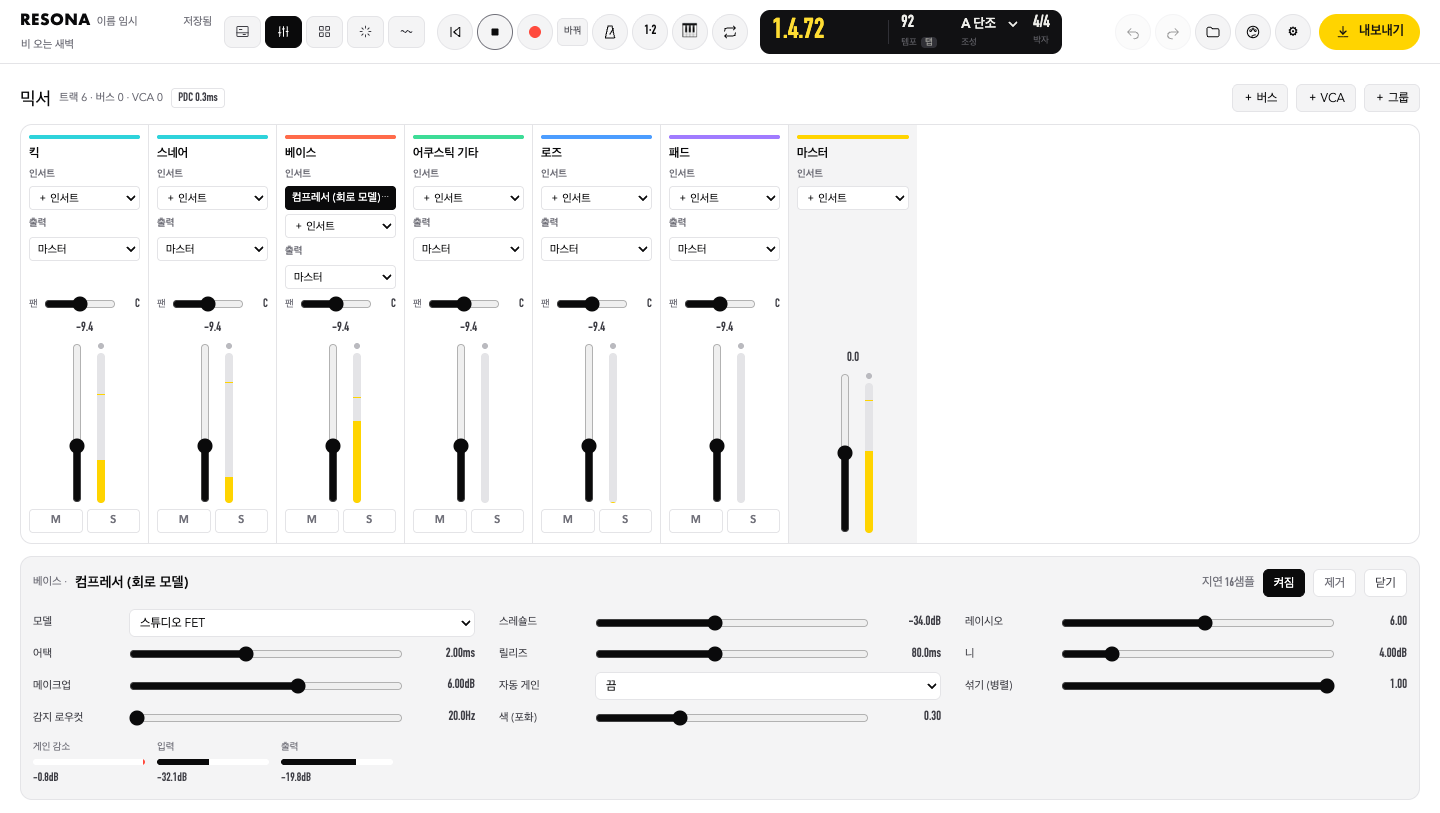 RESONA 이름 임시 저장됨
비 오는 새벽
바꿔
1·2
1.4.72
92
템포 탭
A 단조
조성
4/4
박자
내보내기
믹서 트랙 6 · 버스 0 · VCA 0 PDC 0.3ms
+ 버스 + VCA + 그룹
킥 스네어 베이스 어쿠스틱 기타 로즈 패드 마스터
인서트 인서트 인서트 인서트 인서트 인서트 인서트
+ 인서트 + 인서트 컴프레서 (회로 모델)… + 인서트 + 인서트 + 인서트 + 인서트
출력 출력 + 인서트 출력 출력 출력
마스터 마스터 출력 마스터 마스터 마스터
마스터
팬 C 팬 C 팬 C 팬 C 팬 C 팬 C
-9.4 -9.4 -9.4 -9.4 -9.4 -9.4
0.0
M S M S M S M S M S M S
베이스 · 컴프레서 (회로 모델) 지연 16샘플 켜짐 제거 닫기
모델 스튜디오 FET 스레숄드 -34.0dB 레이시오 6.00
어택 2.00ms 릴리즈 80.0ms 니 4.00dB
메이크업 6.00dB 자동 게인 끔 섞기 (병렬) 1.00
감지 로우컷 20.0Hz 색 (포화) 0.30
게인 감소 입력 출력
-0.8dB -32.1dB -19.8dB